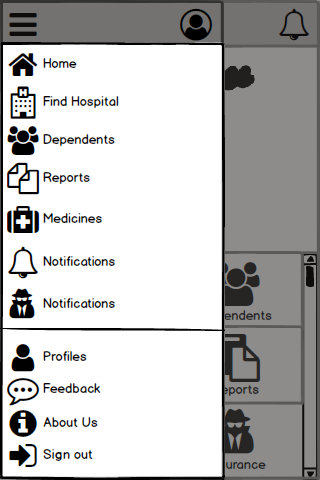 Home
Find Hospital
Dependents
Reports
Medicines
Notifications
Notifications
Profiles
Feedback
About Us
Sign out
endents
eports
urance